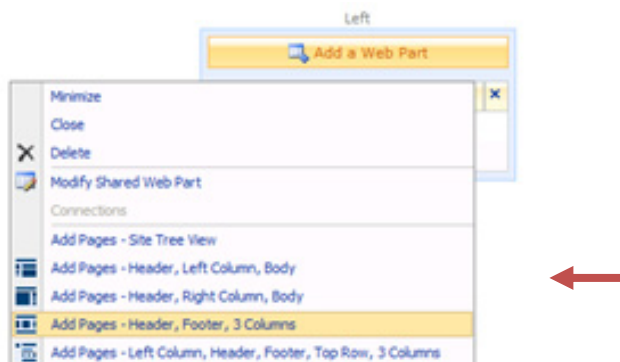 Left
Add a Web Part
Minimize
Close
Delete
Modify Shared Web Part
Connections
Add Pages - Site Tree View
Add Pages - Header, Left Column, Body
Add Pages - Header, Right Column, Body
Add Pages - Header, Footer, 3 Columns
Add Pages - Left Column, Header, Footer, Top Row, 3 Columns